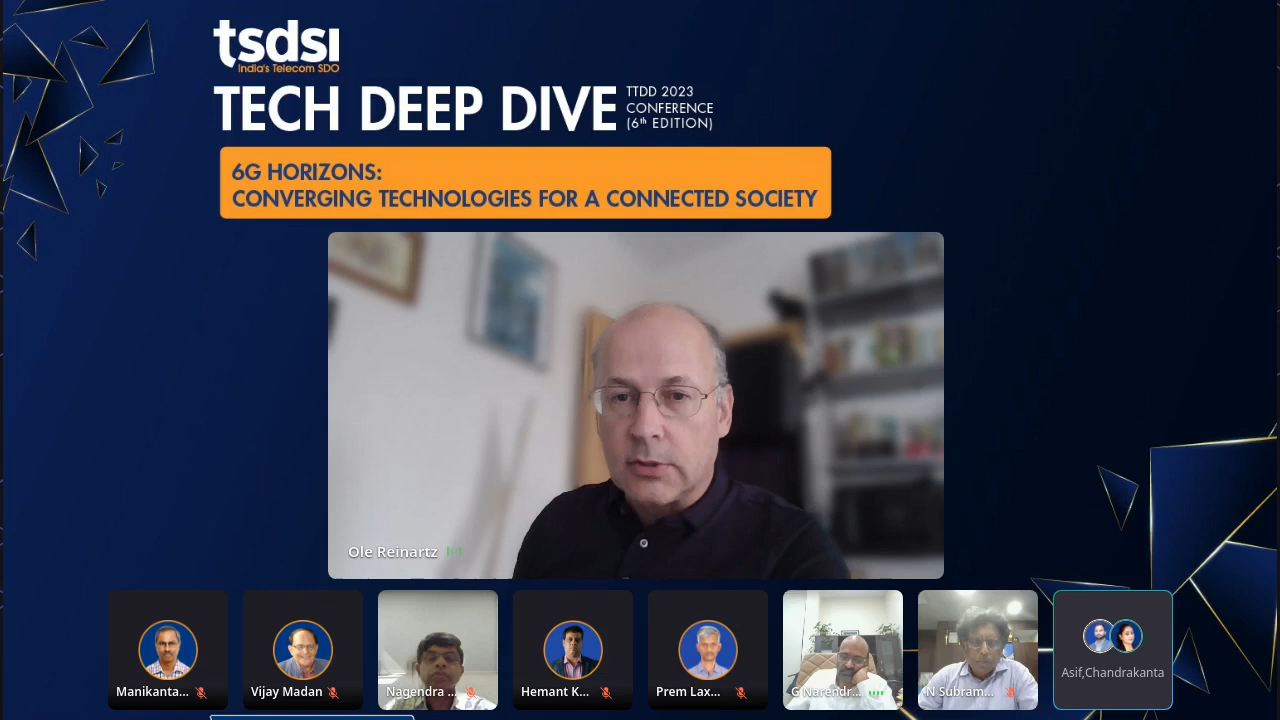 tsdsi
India's Telecom SDO
TECH DEEP DIVE
TTDD 2023
CONFERENCE
(6th EDITION)
6G HORIZONS:
CONVERGING TECHNOLOGIES FOR A CONNECTED SOCIETY
Ole Reinartz
Manikanta...
Vijay Madan
Nagendra ...
Hemant K...
Prem Lax...
G Narendr...
N Subram...
Asif,Chandrakanta